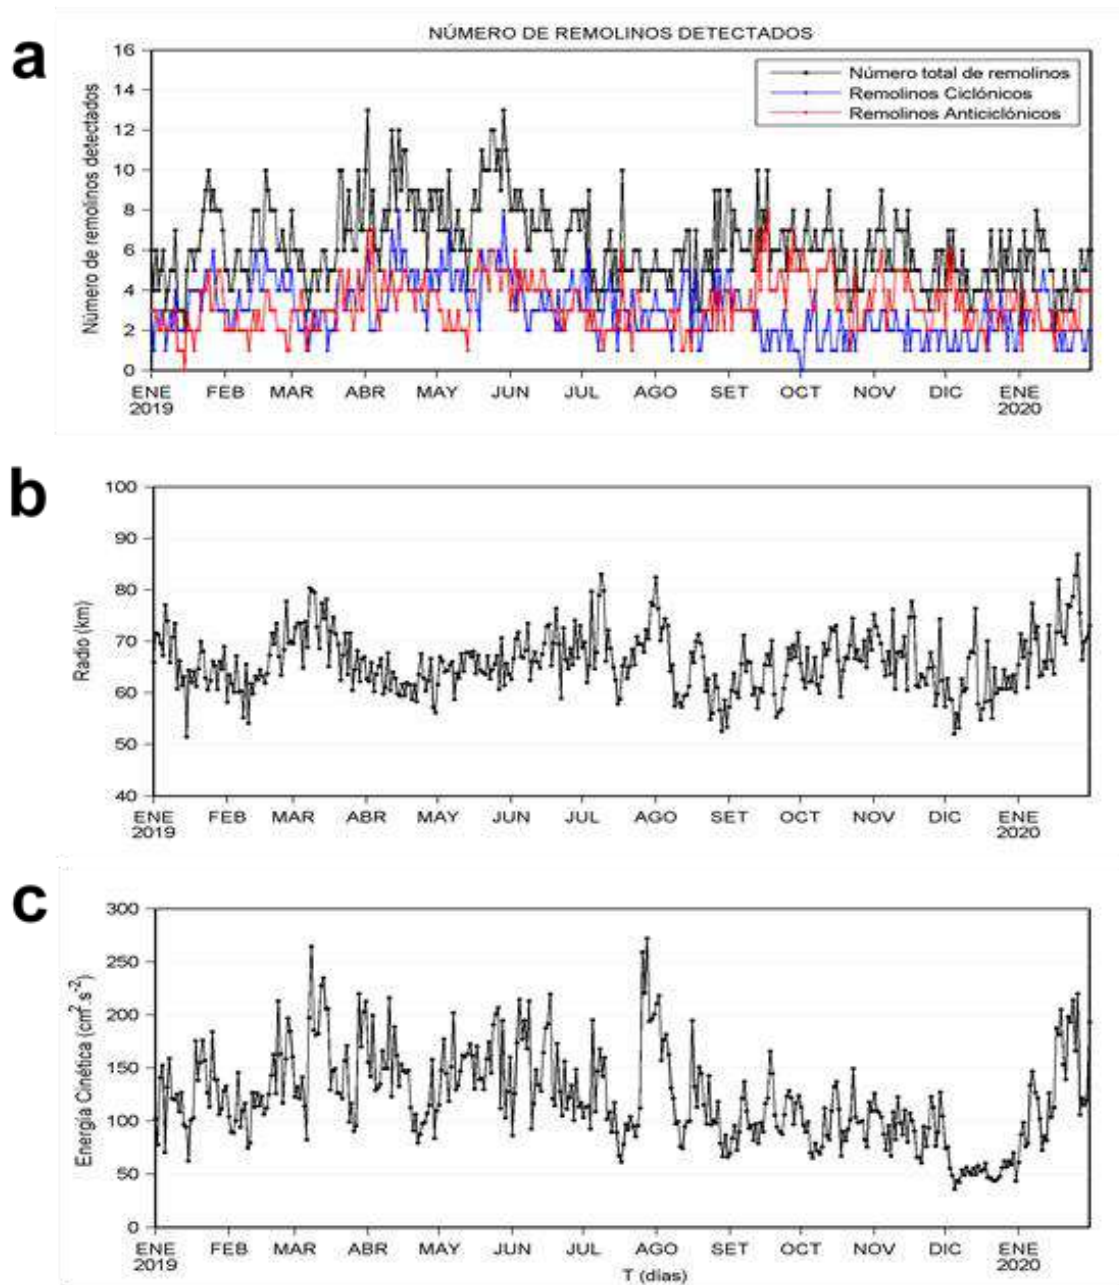 a
NÚMERO DE REMOLINOS DETECTADOS
Número de remolinos detectados
16
14
12
10
8
6
4
2
0
Número total de remolinos
Remolinos Ciclónicos
Remolinos Anticiclónicos
ENE FEB MAR ABR MAY JUN JUL AGO SET OCT NOV DIC ENE
2019 2020
b
Radio (km)
100
90
80
70
60
50
40
ENE FEB MAR ABR MAY JUN JUL AGO SET OCT NOV DIC ENE
2019 2020
c
Energía Cinética (cm².s⁻²)
300
250
200
150
100
50
0
ENE FEB MAR ABR MAY JUN JUL AGO SET OCT NOV DIC ENE
2019 2020
T (días)